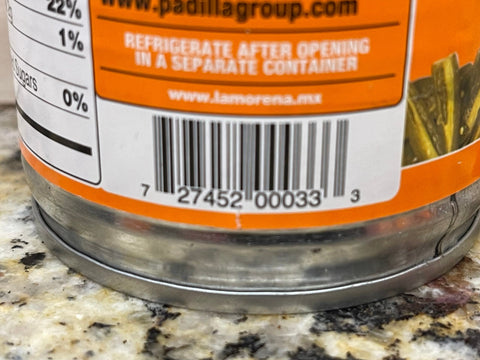 22%
1%
Sugars
0%
www.padillagroup.com
REFRIGERATE AFTER OPENING
IN A SEPARATE CONTAINER
www.lamorena.mx
7 27452 00033 3